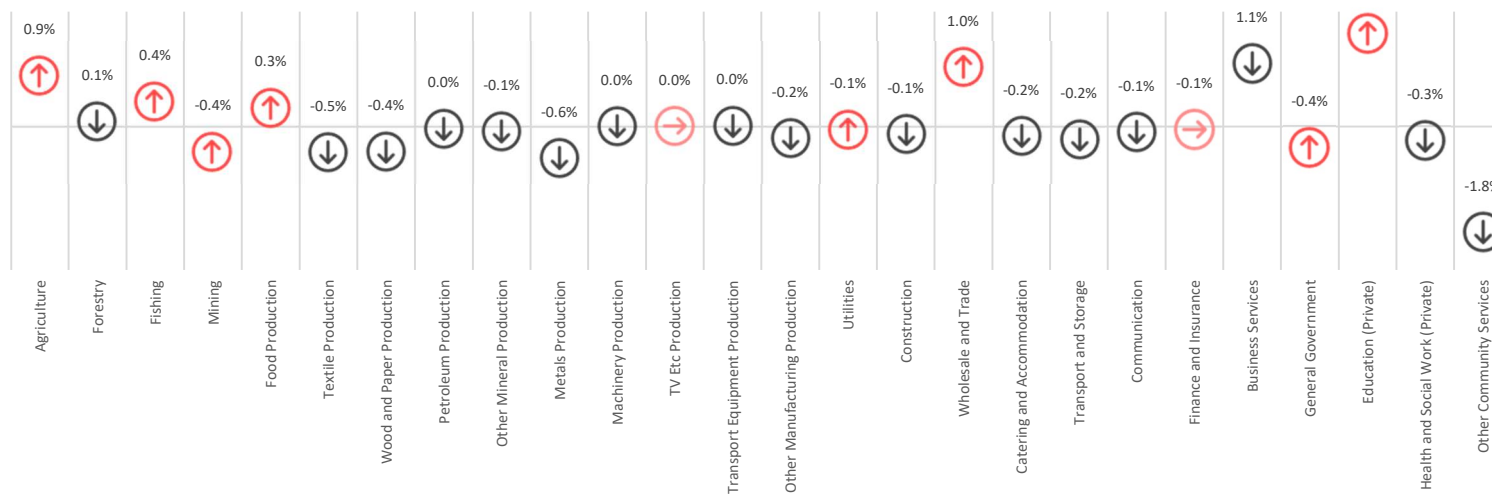 0.9%
0.1%
0.4%
-0.4%
0.3%
-0.5%
-0.4%
0.0%
-0.1%
-0.6%
0.0%
0.0%
0.0%
-0.2%
-0.1%
-0.1%
1.0%
-0.2%
-0.2%
-0.1%
-0.1%
1.1%
-0.4%
-0.3%
-1.8%
Agriculture
Forestry
Fishing
Mining
Food Production
Textile Production
Wood and Paper Production
Petroleum Production
Other Mineral Production
Metals Production
Machinery Production
TV Etc Production
Transport Equipment Production
Other Manufacturing Production
Utilities
Construction
Wholesale and Trade
Catering and Accommodation
Transport and Storage
Communication
Finance and Insurance
Business Services
General Government
Education (Private)
Health and Social Work (Private)
Other Community Services